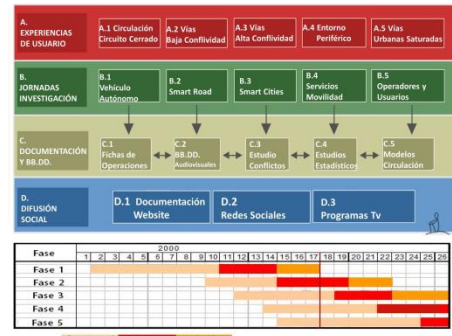 A.
EXPERIENCIAS
DE USUARIO
A.1 Circulación
Circuito Cerrado
A.2 Vías
Baja Conflividad
A.3 Vías
Alta Conflividad
A.4 Entorno
Periférico
A.5 Vías
Urbanas Saturadas
B.
JORNADAS
INVESTIGACIÓN
B.1
Vehículo
Autónomo
B.2
Smart Road
B.3
Smart Cities
B.4
Servicios
Movilidad
B.5
Operadores y
Usuarios
C.
DOCUMENTACIÓN
Y BB.DD.
C.1
Fichas de
Operaciones
C.2
BB.DD.
Audiovisuales
C.3
Estudio
Conflictos
C.4
Estudios
Estadísticos
C.5
Modelos
Circulación
D.
DIFUSIÓN
SOCIAL
D.1 Documentación
Website
D.2
Redes Sociales
D.3
Programas Tv
Fase
2000
1 2 3 4 5 6 7 8 9 10 11 12 13 14 15 16 17 18 19 20 21 22 23 24 25 26
Fase 1
Fase 2
Fase 3
Fase 4
Fase 5